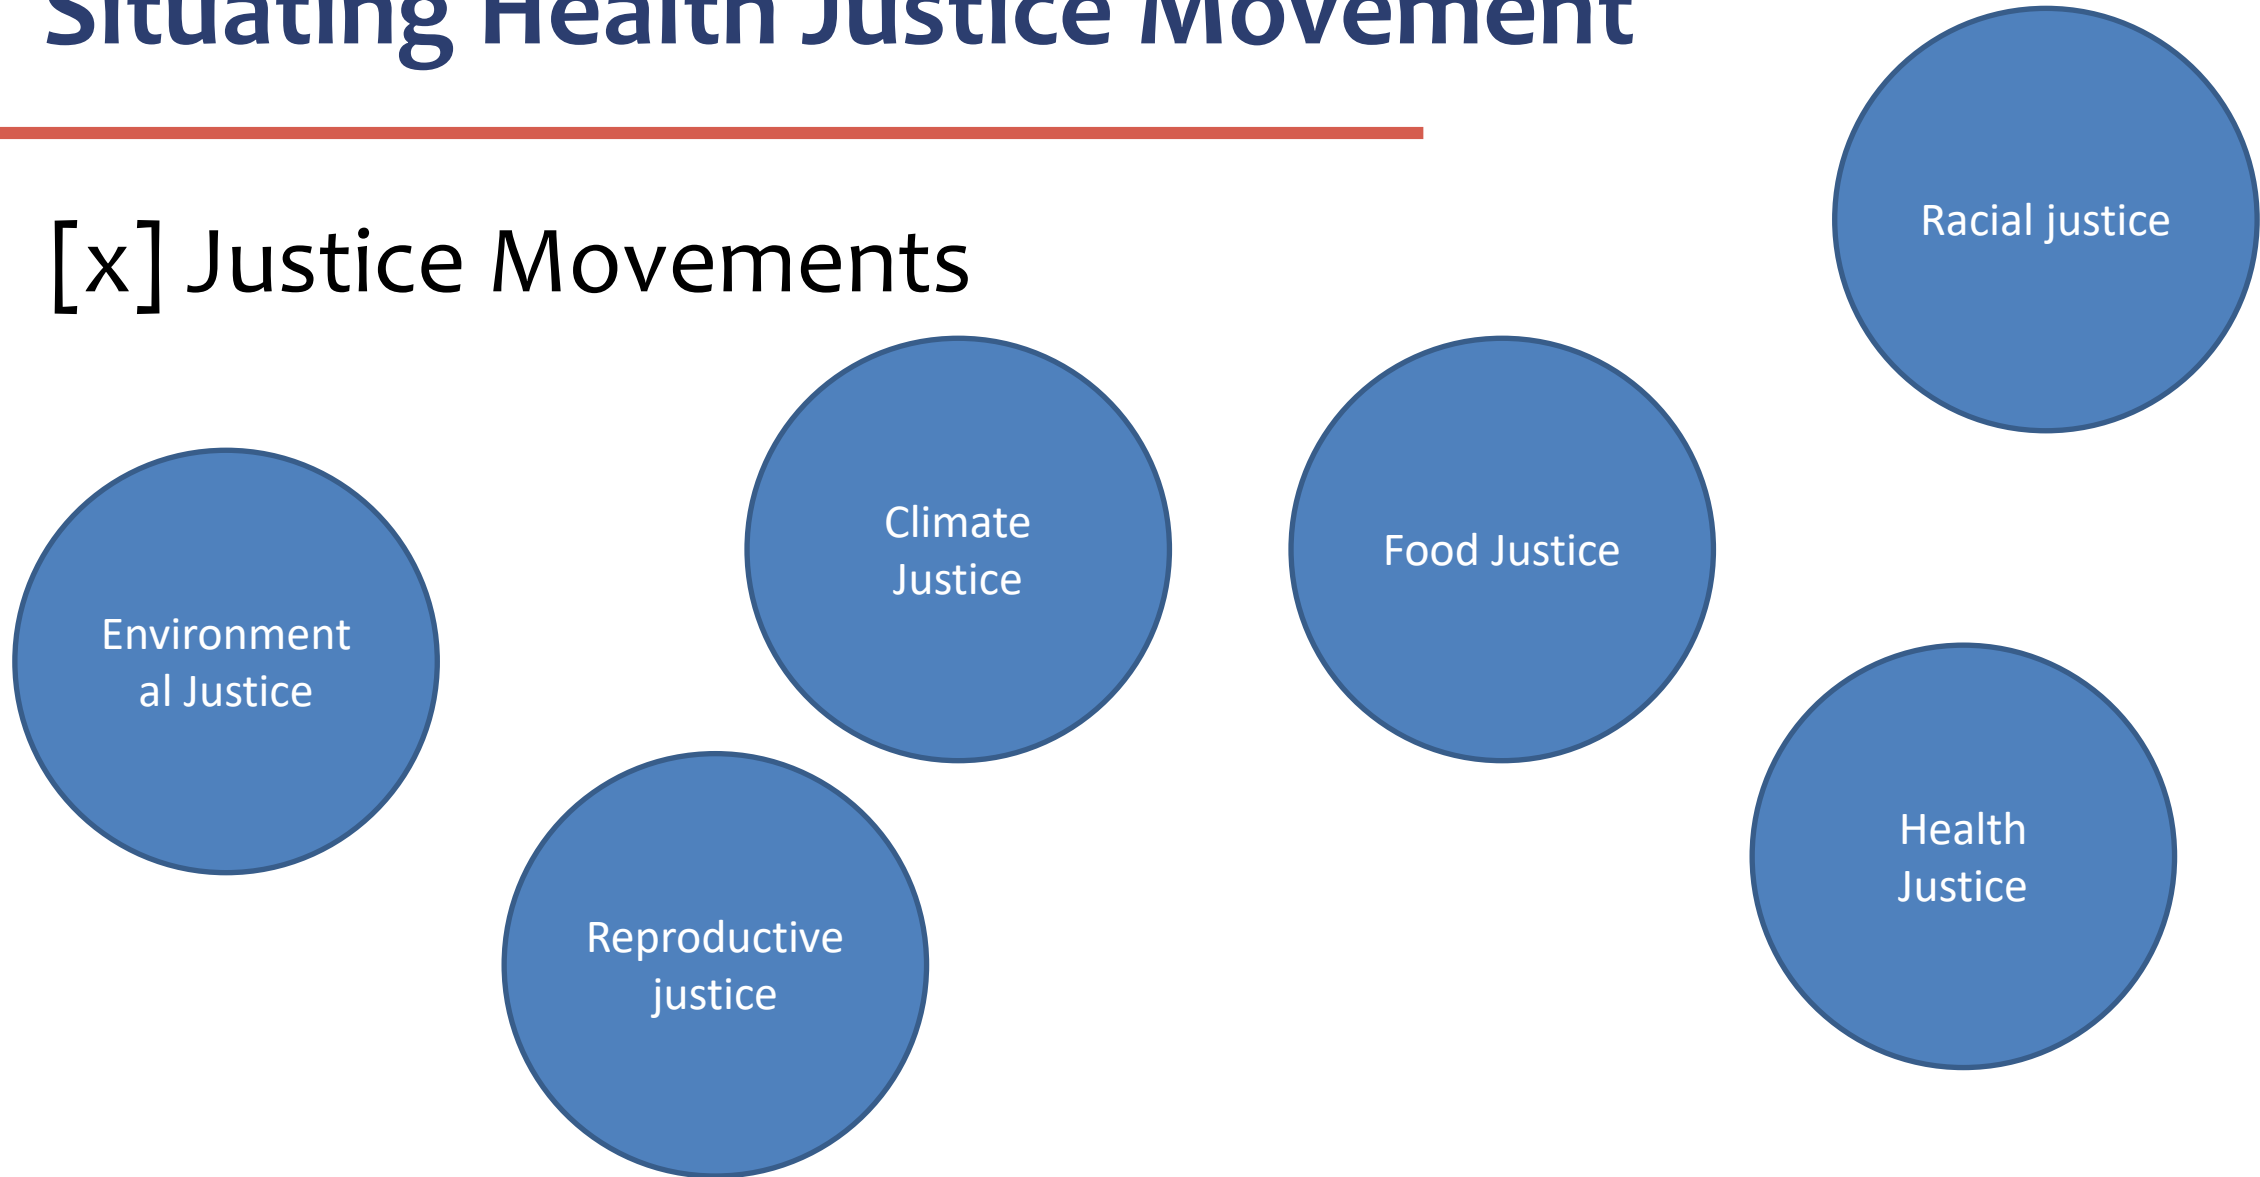 Situating Health Justice Movement
[x] Justice Movements
Racial justice
Climate
Justice
Food Justice
Environment
al Justice
Health
Justice
Reproductive
justice